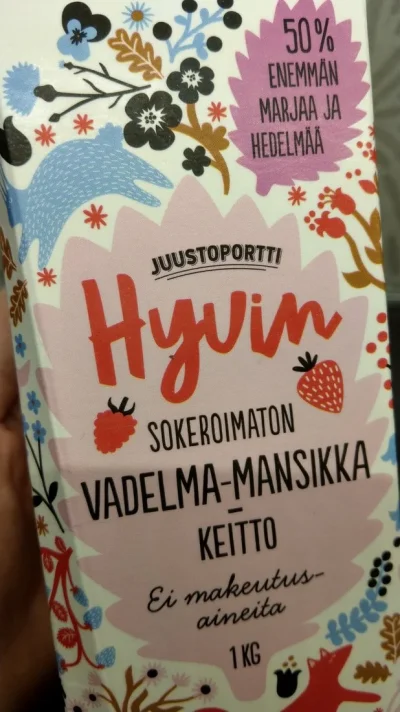 50%
ENEMMÄN
MARJAA JA
HEDELMÄÄ
JUUSTOPORTTI
Hyvin
SOKEROIMATON
VADELMA-MANSIKKA
-
KEITTO
Ei makeutus-
aineita
1 KG